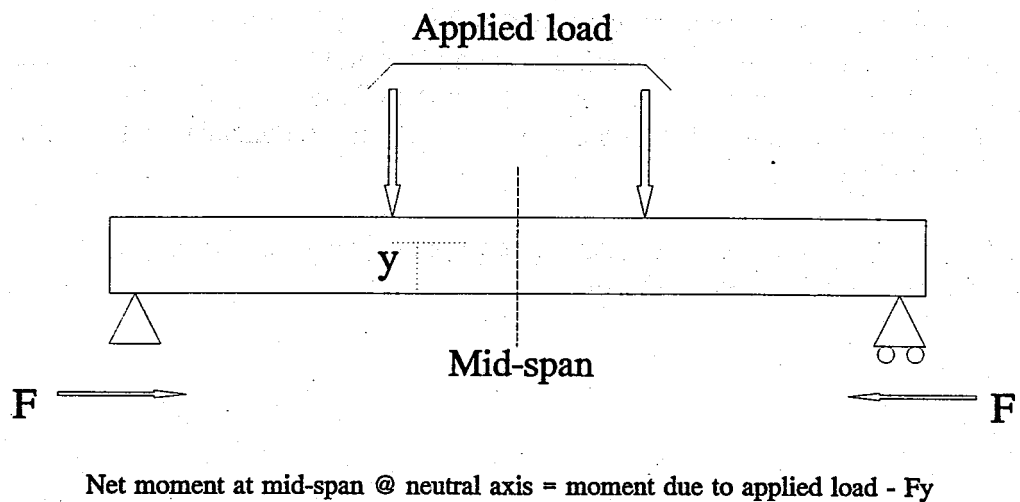 Applied load
y
Mid-span
F
F
Net moment at mid-span @ neutral axis = moment due to applied load - Fy